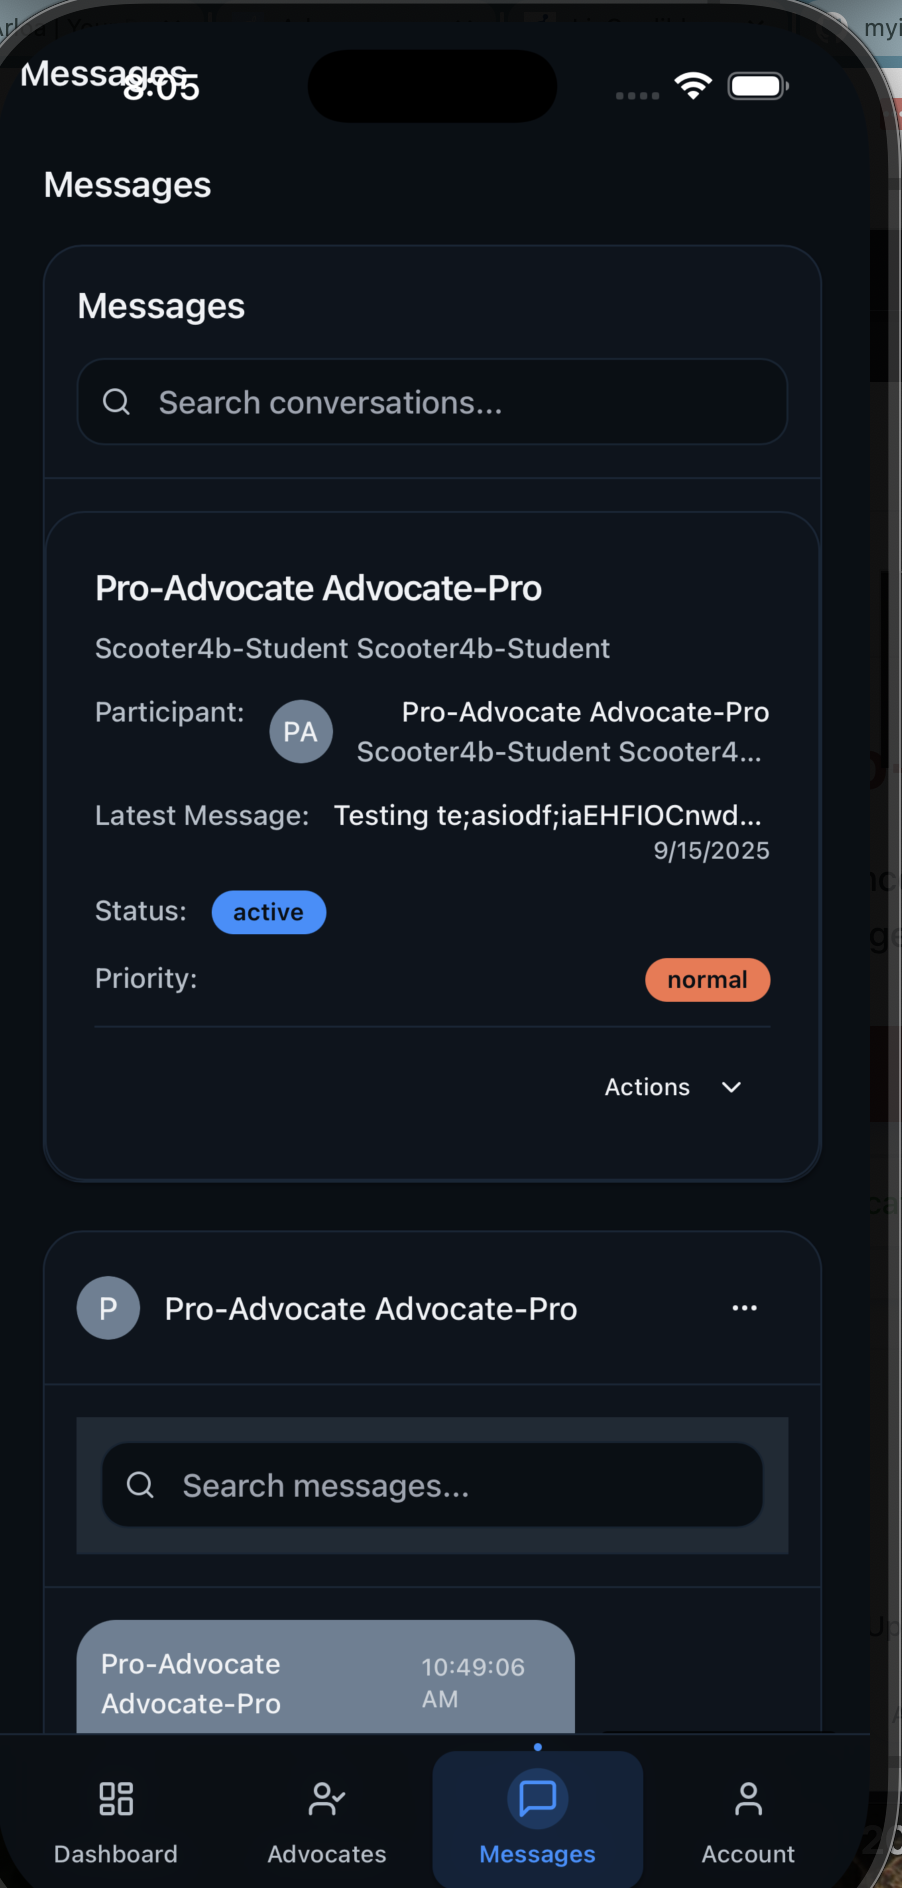 Messages
8:05
Messages
Messages
Search conversations...
Pro-Advocate Advocate-Pro
Scooter4b-Student Scooter4b-Student
Participant: PA Pro-Advocate Advocate-Pro
Scooter4b-Student Scooter4...
Latest Message: Testing te;asiodf;iaEHFIOCnwd...
9/15/2025
Status: active
Priority: normal
Actions
P Pro-Advocate Advocate-Pro
Search messages...
Pro-Advocate
Advocate-Pro
10:49:06
AM
Dashboard Advocates Messages Account